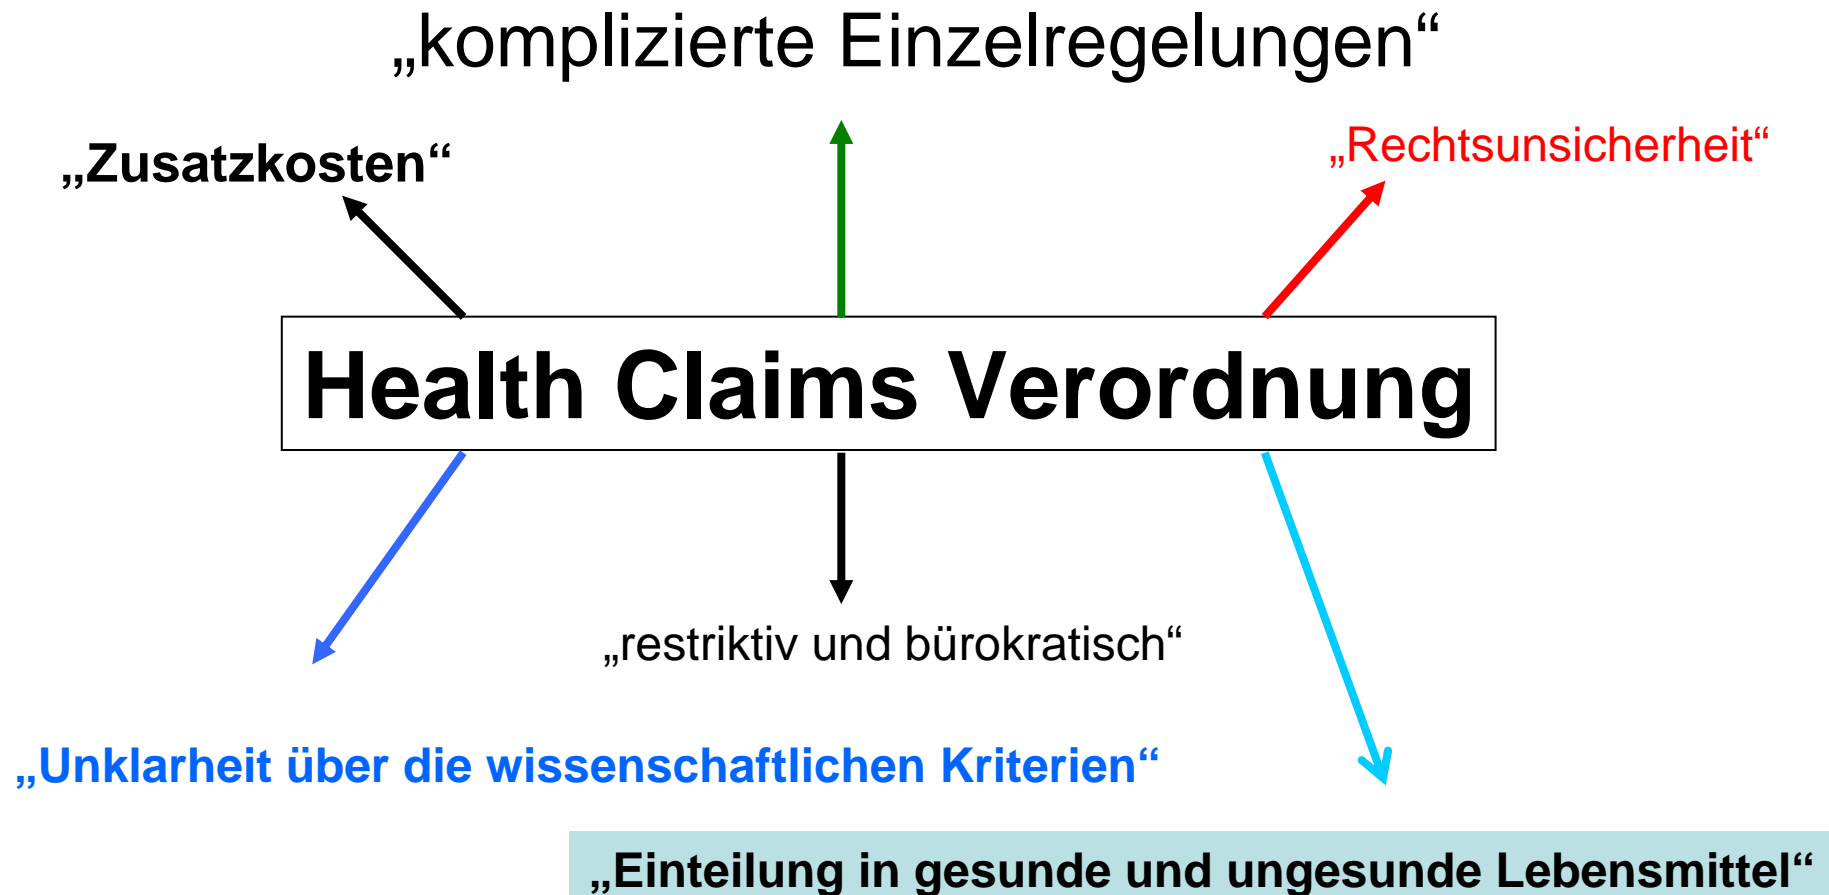 „komplizierte Einzelregelungen“
„Zusatzkosten“
„Rechtsunsicherheit“
Health Claims Verordnung
„restriktiv und bürokratisch“
„Unklarheit über die wissenschaftlichen Kriterien“
„Einteilung in gesunde und ungesunde Lebensmittel“